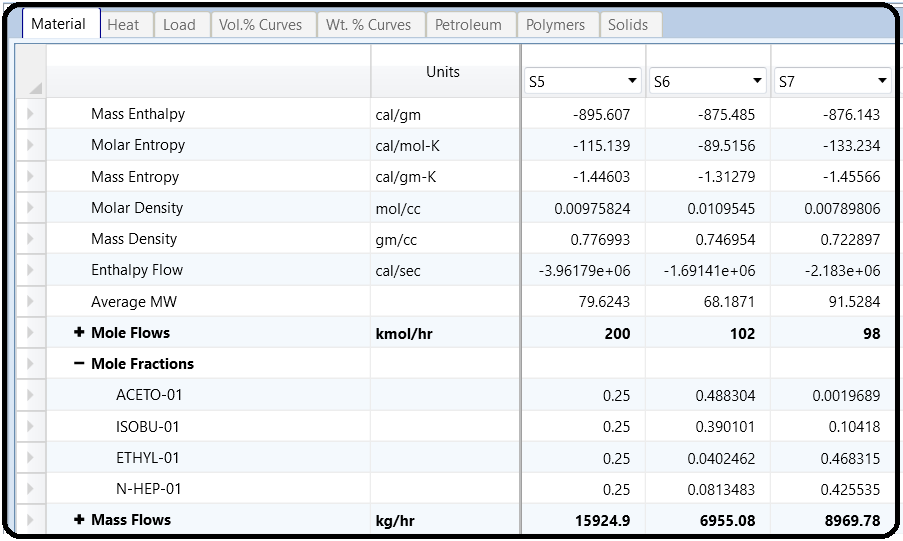 Material Heat Load Vol.% Curves Wt. % Curves Petroleum Polymers Solids
Units S5 S6 S7
Mass Enthalpy cal/gm -895.607 -875.485 -876.143
Molar Entropy cal/mol-K -115.139 -89.5156 -133.234
Mass Entropy cal/gm-K -1.44603 -1.31279 -1.45566
Molar Density mol/cc 0.00975824 0.0109545 0.00789806
Mass Density gm/cc 0.776993 0.746954 0.722897
Enthalpy Flow cal/sec -3.96179e+06 -1.69141e+06 -2.183e+06
Average MW 79.6243 68.1871 91.5284
+ Mole Flows kmol/hr 200 102 98
− Mole Fractions
ACETO-01 0.25 0.488304 0.0019689
ISOBU-01 0.25 0.390101 0.10418
ETHYL-01 0.25 0.0402462 0.468315
N-HEP-01 0.25 0.0813483 0.425535
+ Mass Flows kg/hr 15924.9 6955.08 8969.78